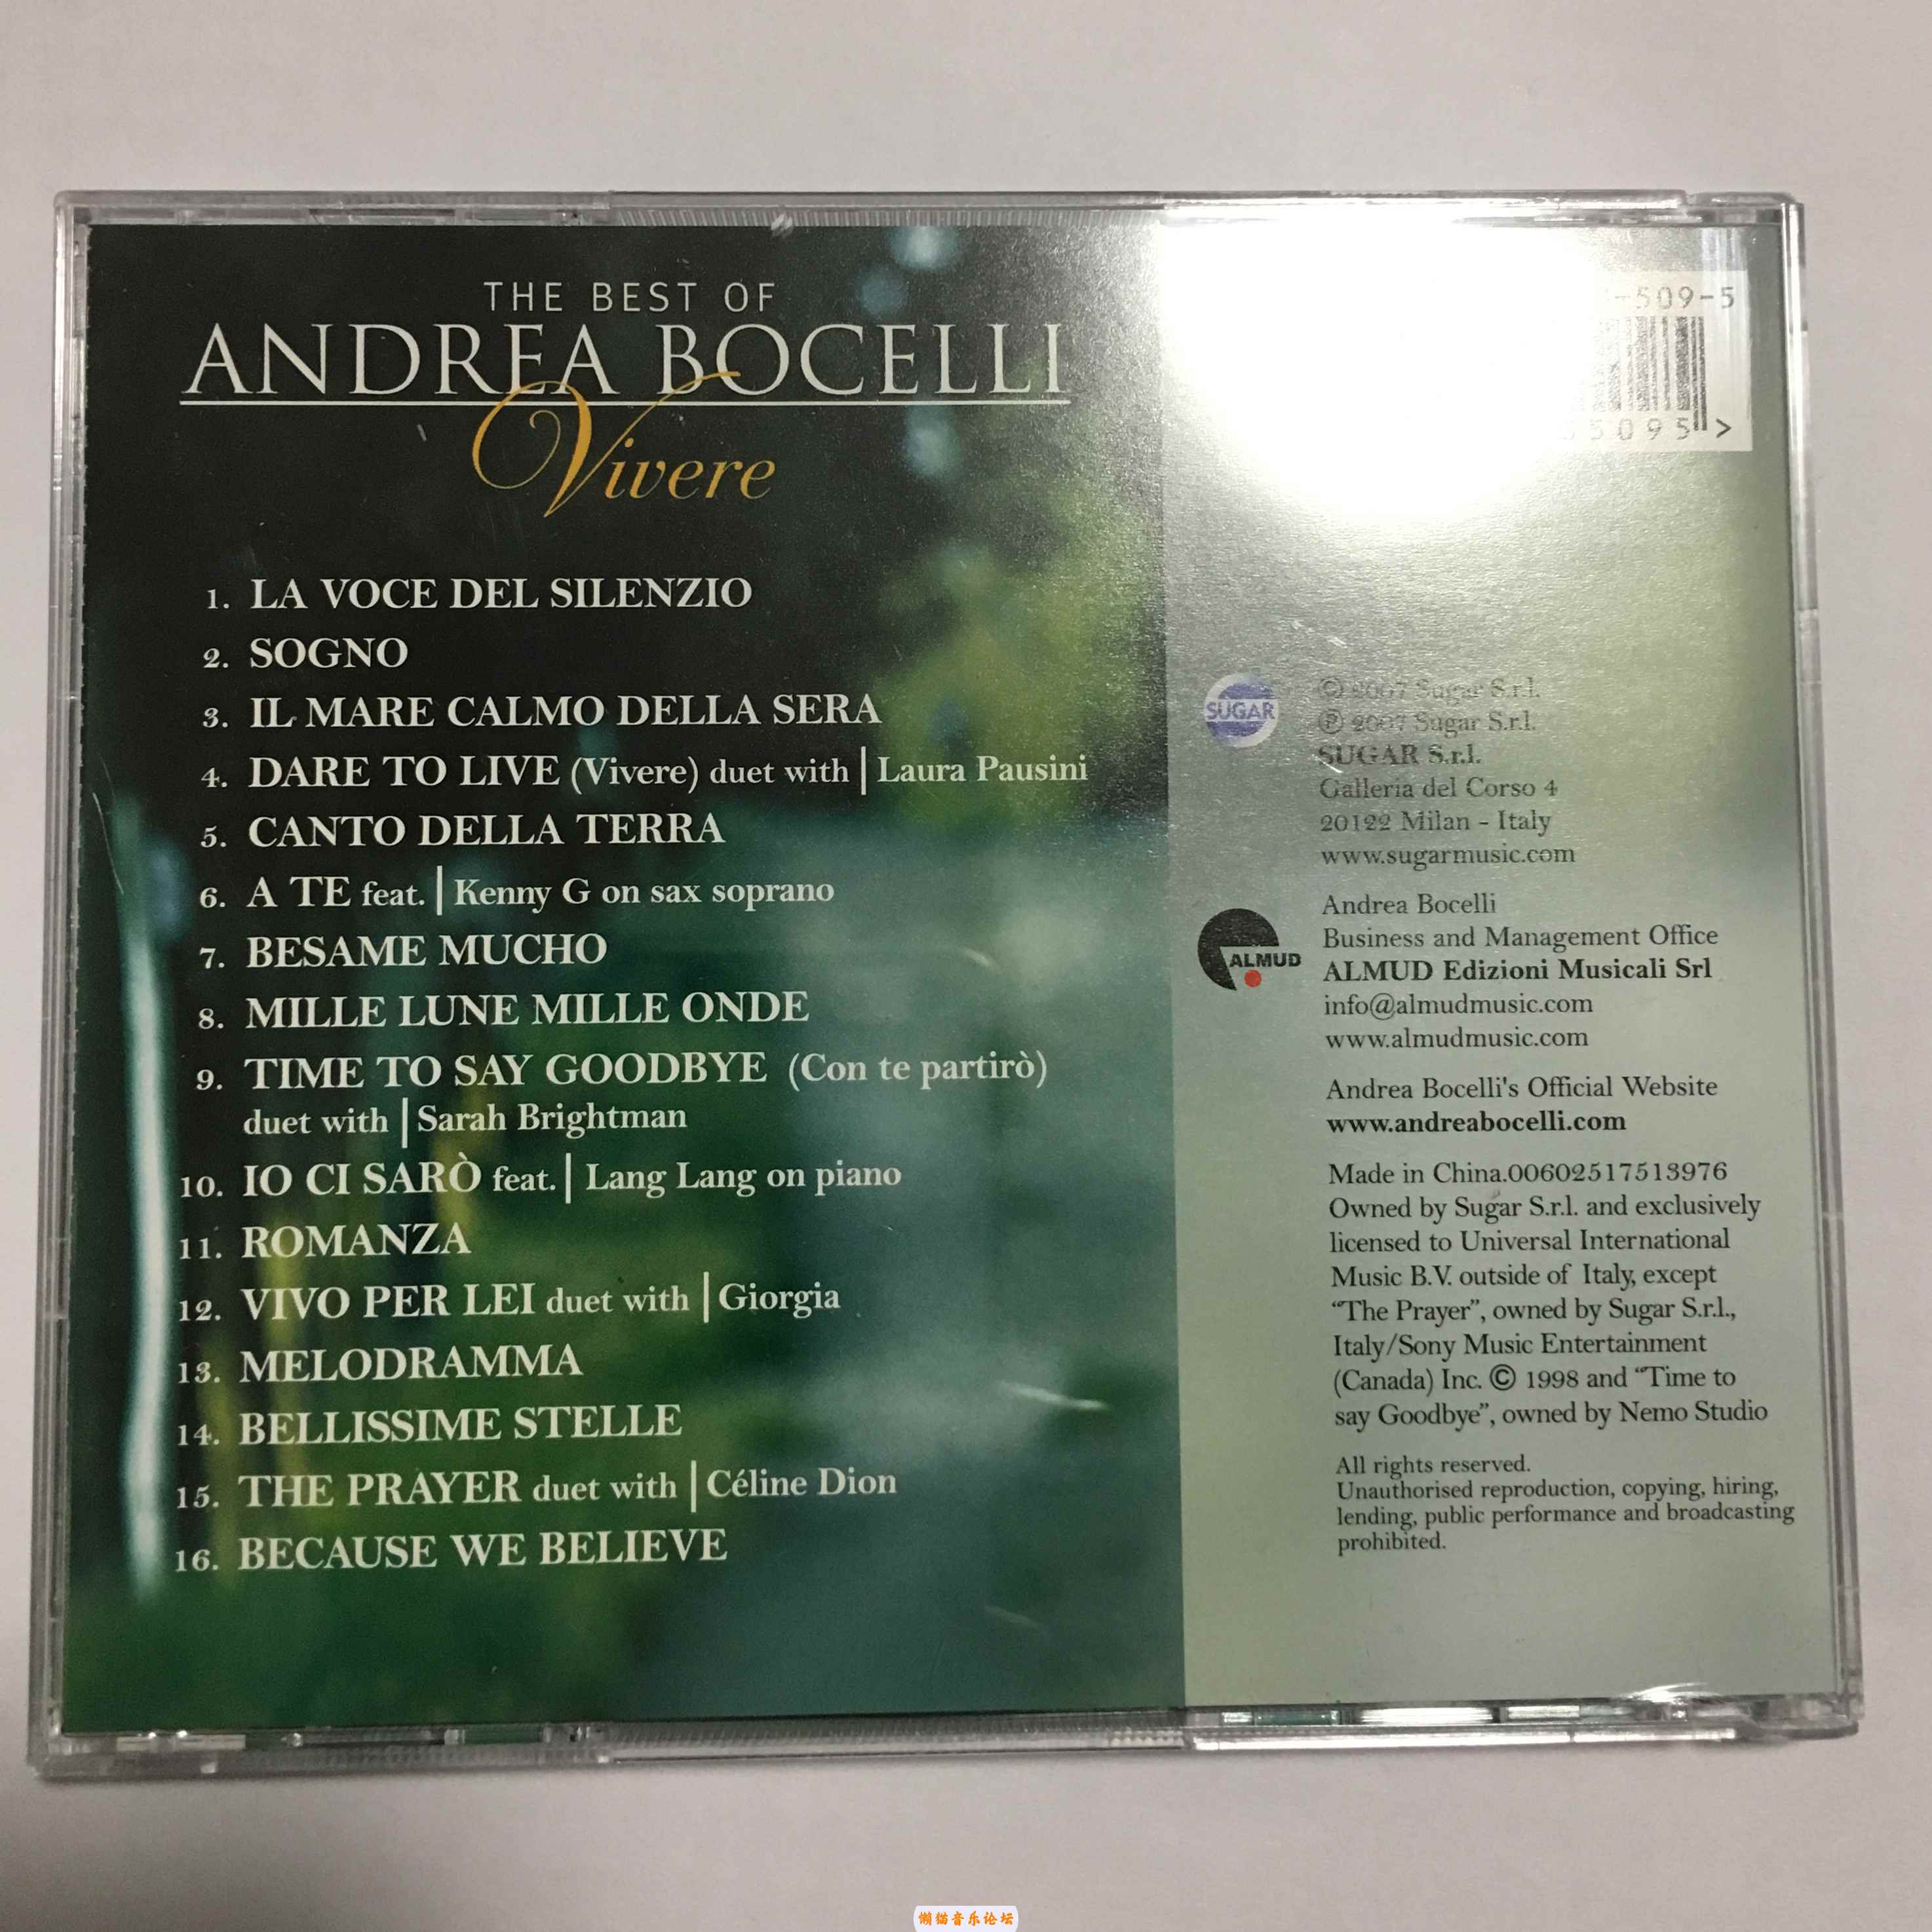 THE BEST OF
ANDREA BOCELLI
Vivere
1. LA VOCE DEL SILENZIO
2. SOGNO
3. IL MARE CALMO DELLA SERA
4. DARE TO LIVE (Vivere) duet with | Laura Pausini
5. CANTO DELLA TERRA
6. A TE feat. | Kenny G on sax soprano
7. BESAME MUCHO
8. MILLE LUNE MILLE ONDE
9. TIME TO SAY GOODBYE (Con te partirò)
duet with | Sarah Brightman
10. IO CI SARÒ feat. | Lang Lang on piano
11. ROMANZA
12. VIVO PER LEI duet with | Giorgia
13. MELODRAMMA
14. BELLISSIME STELLE
15. THE PRAYER duet with | Céline Dion
16. BECAUSE WE BELIEVE
-509-5
5095 >
SUGAR
© 2007 Sugar S.r.l.
℗ 2007 Sugar S.r.l.
SUGAR S.r.l.
Galleria del Corso 4
20122 Milan - Italy
www.sugarmusic.com
ALMUD
Andrea Bocelli
Business and Management Office
ALMUD Edizioni Musicali Srl
info@almudmusic.com
www.almudmusic.com
Andrea Bocelli's Official Website
www.andreabocelli.com
Made in China.00602517513976
Owned by Sugar S.r.l. and exclusively
licensed to Universal International
Music B.V. outside of Italy, except
“The Prayer”, owned by Sugar S.r.l.,
Italy/Sony Music Entertainment
(Canada) Inc. © 1998 and “Time to
say Goodbye”, owned by Nemo Studio
All rights reserved.
Unauthorised reproduction, copying, hiring,
lending, public performance and broadcasting
prohibited.
懒猫音乐论坛